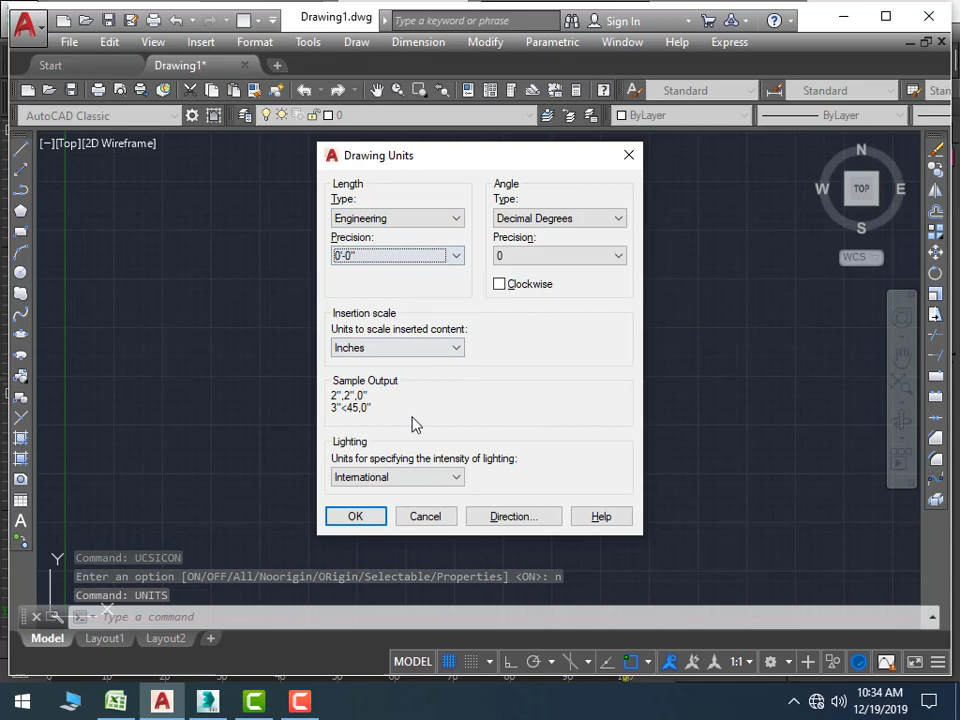 Drawing1.dwg
Type a keyword or phrase
Sign In
File Edit View Insert Format Tools Draw Dimension Modify Parametric Window Help Express
Start Drawing1*
Standard Standard Stan
AutoCAD Classic 0 ByLayer ByLayer
[−][Top][2D Wireframe]
N
W TOP E
S
WCS
Drawing Units
Length Angle
Type: Type:
Engineering Decimal Degrees
Precision: Precision:
0'-0" 0
Clockwise
Insertion scale
Units to scale inserted content:
Inches
Sample Output
2",2",0"
3"<45,0"
Lighting
Units for specifying the intensity of lighting:
International
OK Cancel Direction... Help
Y
X
Command: UCSICON
Enter an option [ON/OFF/All/Noorigin/ORigin/Selectable/Properties] <ON>: n
Command: UNITS
Type a command
Model Layout1 Layout2
MODEL 1:1
10:34 AM
12/19/2019